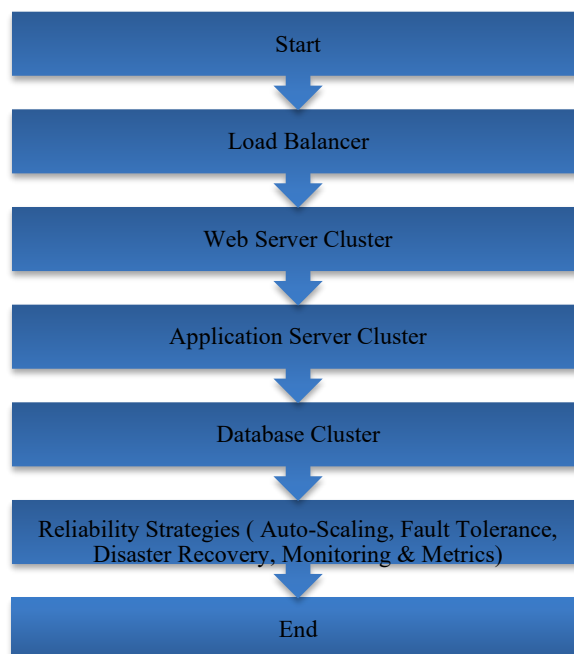 Start
Load Balancer
Web Server Cluster
Application Server Cluster
Database Cluster
Reliability Strategies ( Auto-Scaling, Fault Tolerance,
Disaster Recovery, Monitoring & Metrics)
End